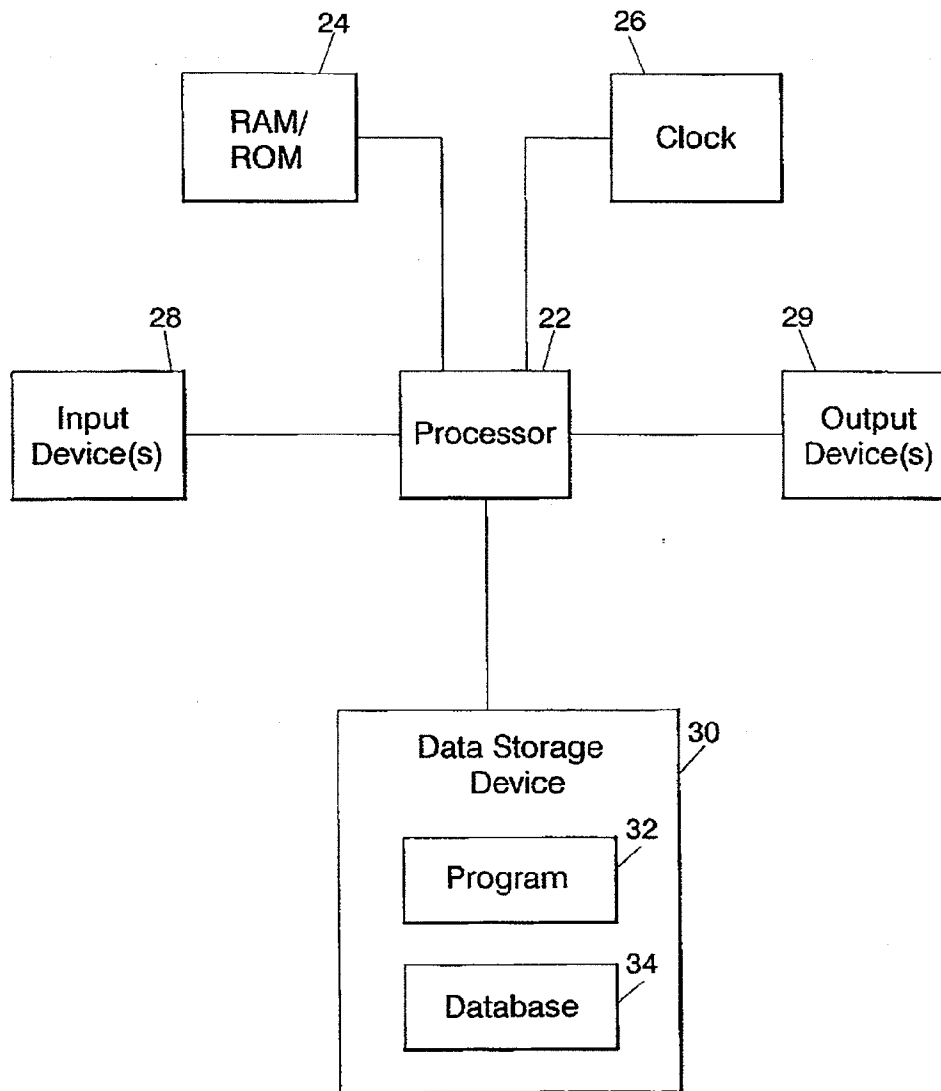 24
26
RAM/
ROM
Clock
28
22
29
Input
Device(s)
Processor
Output
Device(s)
30
Data Storage
Device
32
Program
34
Database